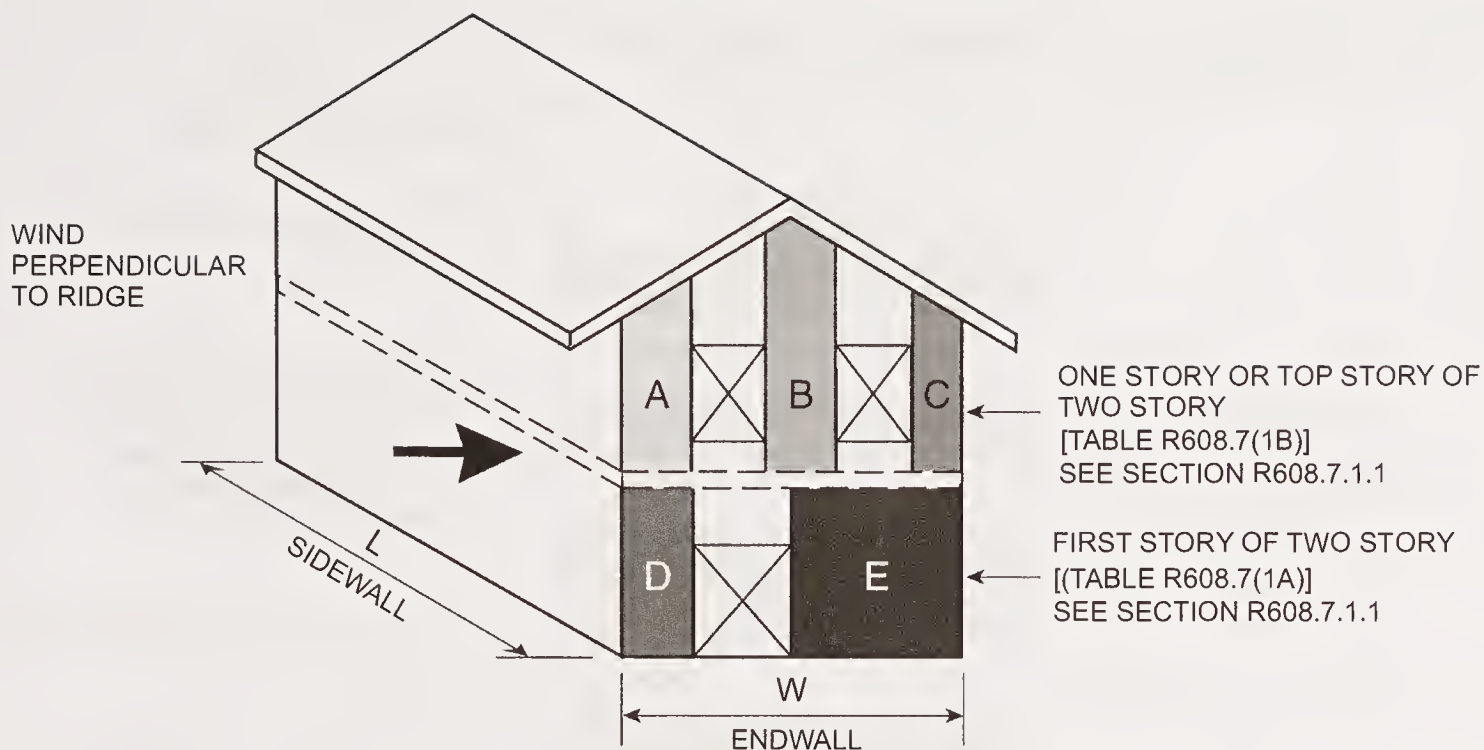 WIND
PERPENDICULAR
TO RIDGE
A
B
C
ONE STORY OR TOP STORY OF
TWO STORY
[TABLE R608.7(1B)]
SEE SECTION R608.7.1.1
L
SIDEWALL
D
E
FIRST STORY OF TWO STORY
[(TABLE R608.7(1A)]
SEE SECTION R608.7.1.1
W
ENDWALL